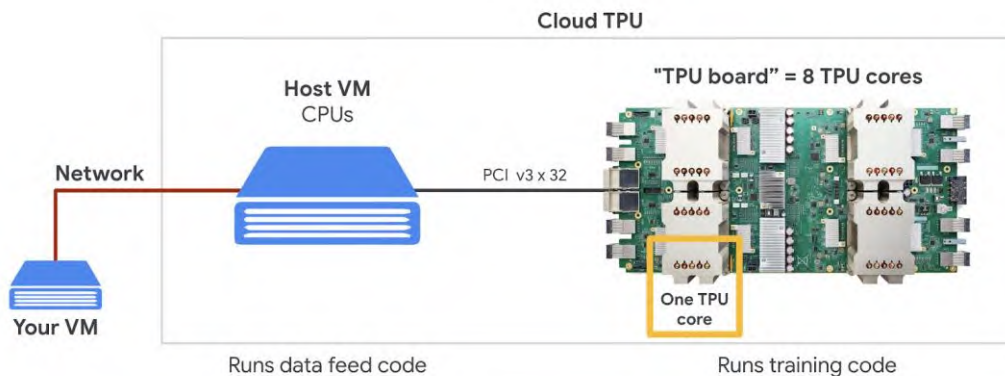 Cloud TPU
Host VM
CPUs
"TPU board” = 8 TPU cores
Network
PCI v3 x 32
One TPU
core
Your VM
Runs data feed code
Runs training code